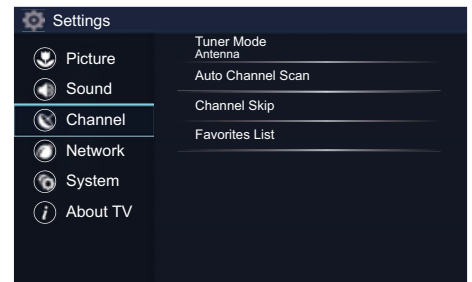 Settings
Picture
Sound
Channel
Network
System
About TV
Tuner Mode
Antenna
Auto Channel Scan
Channel Skip
Favorites List